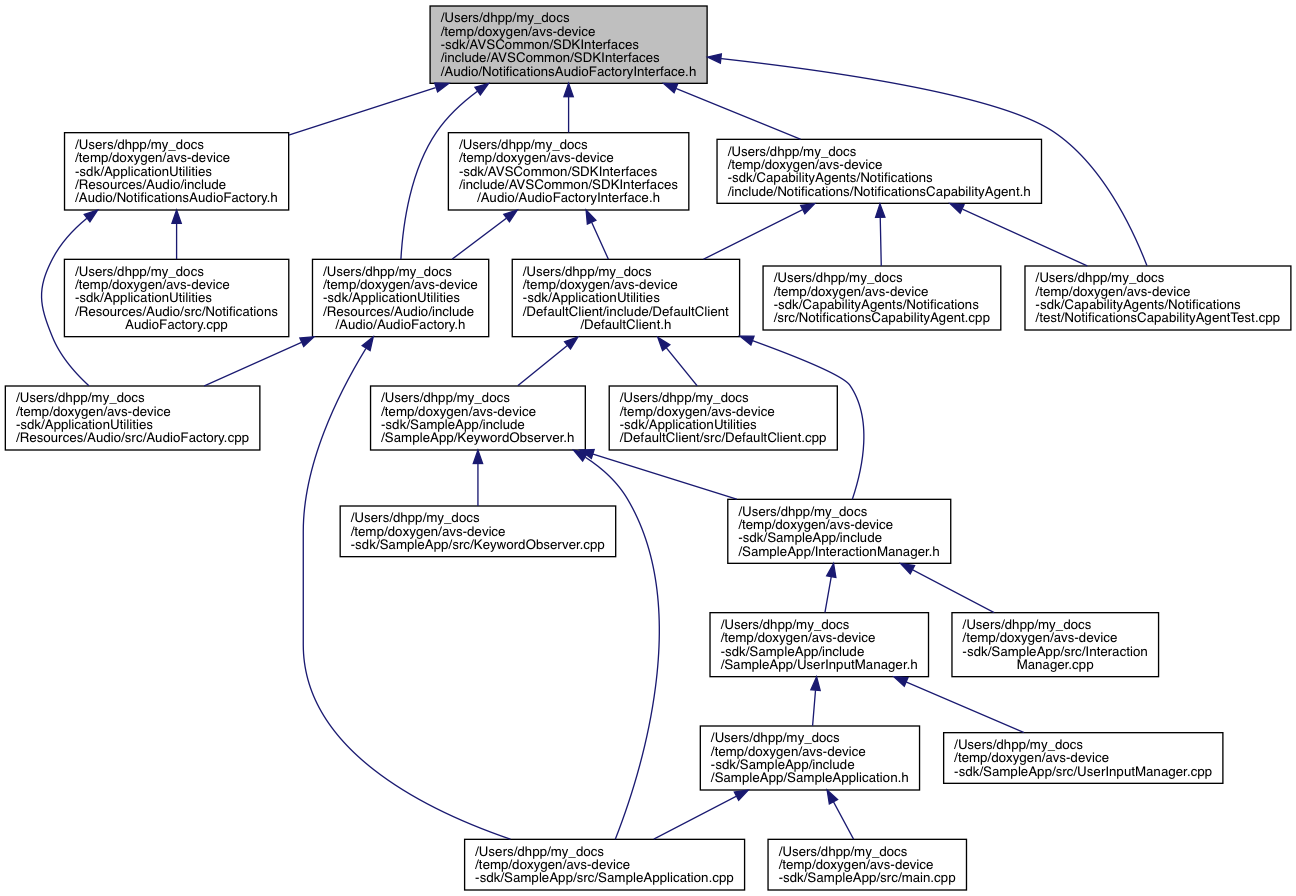 /Users/dhpp/my_docs
/temp/doxygen/avs-device
-sdk/AVSCommon/SDKInterfaces
/include/AVSCommon/SDKInterfaces
/Audio/NotificationsAudioFactoryInterface.h
/Users/dhpp/my_docs
/temp/doxygen/avs-device
-sdk/ApplicationUtilities
/Resources/Audio/include
/Audio/NotificationsAudioFactory.h
/Users/dhpp/my_docs
/temp/doxygen/avs-device
-sdk/AVSCommon/SDKInterfaces
/include/AVSCommon/SDKInterfaces
/Audio/AudioFactoryInterface.h
/Users/dhpp/my_docs
/temp/doxygen/avs-device
-sdk/CapabilityAgents/Notifications
/include/Notifications/NotificationsCapabilityAgent.h
/Users/dhpp/my_docs
/temp/doxygen/avs-device
-sdk/ApplicationUtilities
/Resources/Audio/src/Notifications
AudioFactory.cpp
/Users/dhpp/my_docs
/temp/doxygen/avs-device
-sdk/ApplicationUtilities
/Resources/Audio/include
/Audio/AudioFactory.h
/Users/dhpp/my_docs
/temp/doxygen/avs-device
-sdk/ApplicationUtilities
/DefaultClient/include/DefaultClient
/DefaultClient.h
/Users/dhpp/my_docs
/temp/doxygen/avs-device
-sdk/CapabilityAgents/Notifications
/src/NotificationsCapabilityAgent.cpp
/Users/dhpp/my_docs
/temp/doxygen/avs-device
-sdk/CapabilityAgents/Notifications
/test/NotificationsCapabilityAgentTest.cpp
/Users/dhpp/my_docs
/temp/doxygen/avs-device
-sdk/ApplicationUtilities
/Resources/Audio/src/AudioFactory.cpp
/Users/dhpp/my_docs
/temp/doxygen/avs-device
-sdk/SampleApp/include
/SampleApp/KeywordObserver.h
/Users/dhpp/my_docs
/temp/doxygen/avs-device
-sdk/ApplicationUtilities
/DefaultClient/src/DefaultClient.cpp
/Users/dhpp/my_docs
/temp/doxygen/avs-device
-sdk/SampleApp/src/KeywordObserver.cpp
/Users/dhpp/my_docs
/temp/doxygen/avs-device
-sdk/SampleApp/include
/SampleApp/InteractionManager.h
/Users/dhpp/my_docs
/temp/doxygen/avs-device
-sdk/SampleApp/include
/SampleApp/UserInputManager.h
/Users/dhpp/my_docs
/temp/doxygen/avs-device
-sdk/SampleApp/src/Interaction
Manager.cpp
/Users/dhpp/my_docs
/temp/doxygen/avs-device
-sdk/SampleApp/include
/SampleApp/SampleApplication.h
/Users/dhpp/my_docs
/temp/doxygen/avs-device
-sdk/SampleApp/src/UserInputManager.cpp
/Users/dhpp/my_docs
/temp/doxygen/avs-device
-sdk/SampleApp/src/SampleApplication.cpp
/Users/dhpp/my_docs
/temp/doxygen/avs-device
-sdk/SampleApp/src/main.cpp